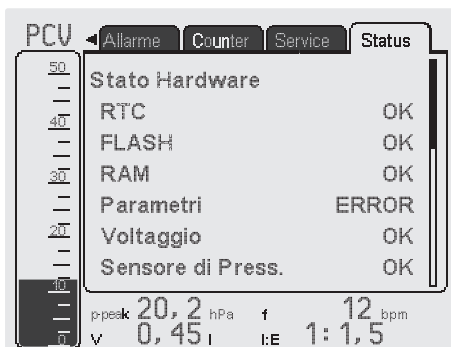 PCV
Allarme Counter Service Status
50
40
30
20
10
0
Stato Hardware
RTC OK
FLASH OK
RAM OK
Parametri ERROR
Voltaggio OK
Sensore di Press. OK
p-peak 20,2 hPa f 12 bpm
V 0,45 l I:E 1:1,5